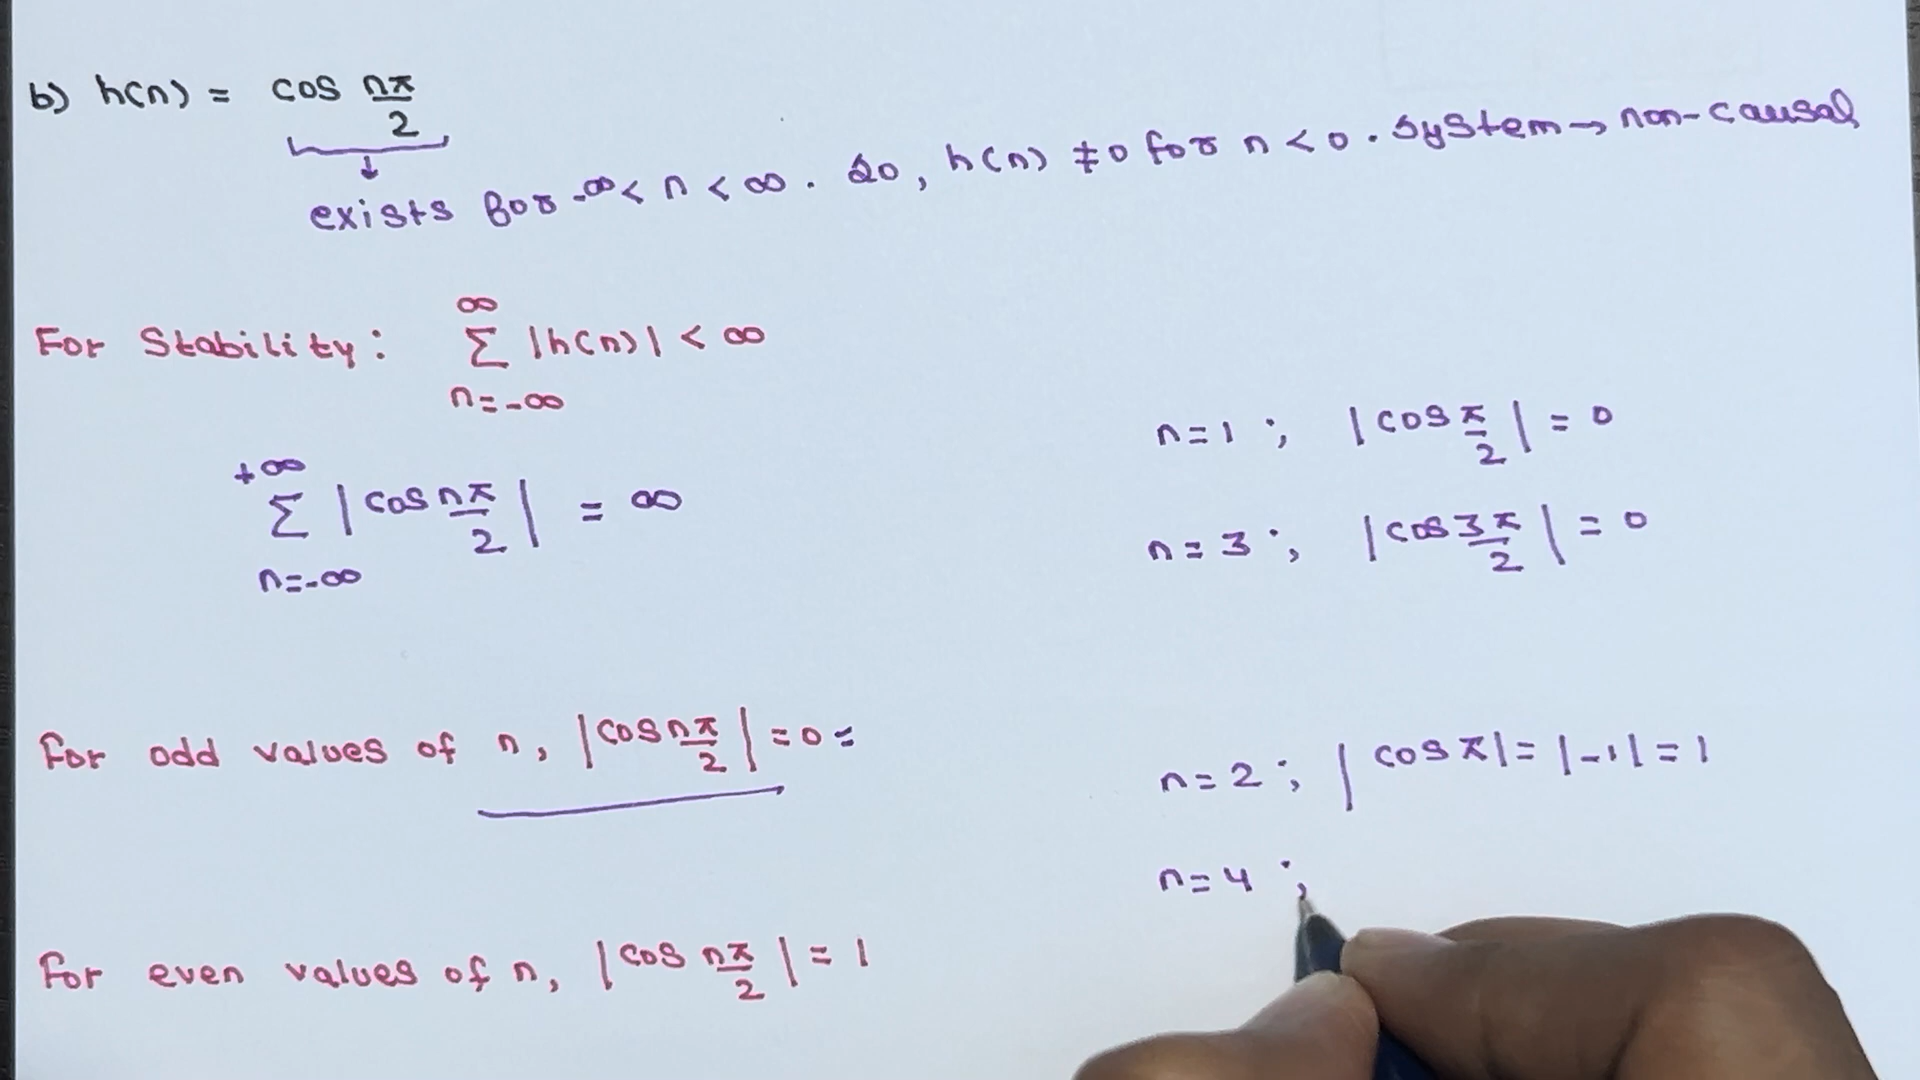 b) h(n) = cos nπ/2
exists for -∞ < n < ∞. So, h(n) ≠ 0 for n < 0. System → non-causal
For Stability: ∞ Σ n=-∞ |h(n)| < ∞
+∞ Σ n=-∞ |cos nπ/2| = ∞
n=1 ; |cos π/2| = 0
n=3 ; |cos 3π/2| = 0
For odd values of n, |cos nπ/2| = 0 =
n=2 ; |cos π| = |-1| = 1
n=4 ;
For even values of n, |cos nπ/2| = 1